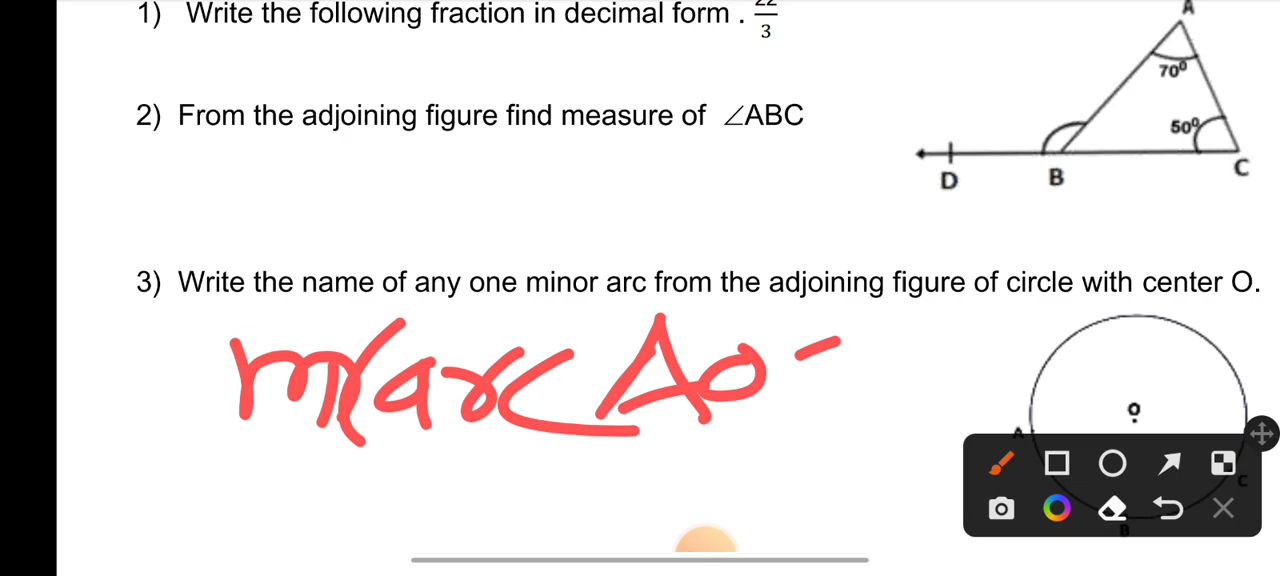 1) Write the following fraction in decimal form . 22/3
A
70⁰
2) From the adjoining figure find measure of ∠ABC
50⁰
D B C
3) Write the name of any one minor arc from the adjoining figure of circle with center O.
m(arc AO -
O
A
C
B